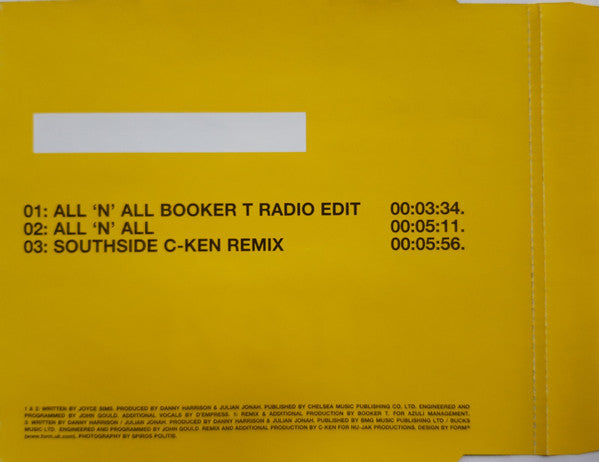 01: ALL ‘N’ ALL BOOKER T RADIO EDIT 00:03:34.
02: ALL ‘N’ ALL 00:05:11.
03: SOUTHSIDE C-KEN REMIX 00:05:56.
1 & 2: WRITTEN BY JOYCE SIMS. PRODUCED BY DANNY HARRISON & JULIAN JONAH. PUBLISHED BY CHELSEA MUSIC PUBLISHING CO. LTD. ENGINEERED AND
PROGRAMMED BY JOHN GOULD. ADDITIONAL VOCALS BY D'EMPRESS. 1: REMIX & ADDITIONAL PRODUCTION BY BOOKER T, FOR AZULI MANAGEMENT.
3: WRITTEN BY DANNY HARRISON / JULIAN JONAH. PRODUCED BY DANNY HARRISON & JULIAN JONAH. PUBLISHED BY BMG MUSIC PUBLISHING LTD / BUCKS
MUSIC LTD. ENGINEERED AND PROGRAMMED BY JOHN GOULD. REMIX AND ADDITIONAL PRODUCTION BY C-KEN FOR NU-JAK PRODUCTIONS. DESIGN BY FORM®
(www.form.uk.com). PHOTOGRAPHY BY SPIROS POLITIS.